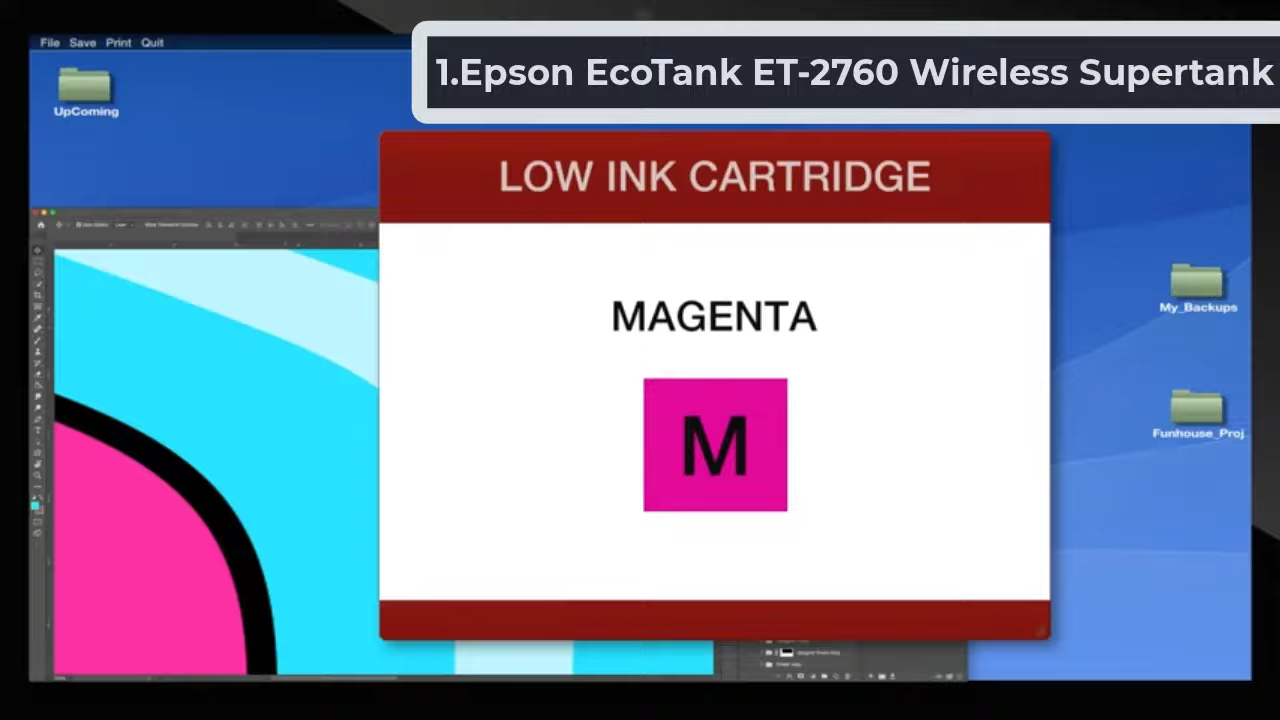 1.Epson EcoTank ET-2760 Wireless Supertank
File Save Print Quit
UpComing
LOW INK CARTRIDGE
MAGENTA
M
My_Backups
Funhouse_Proj